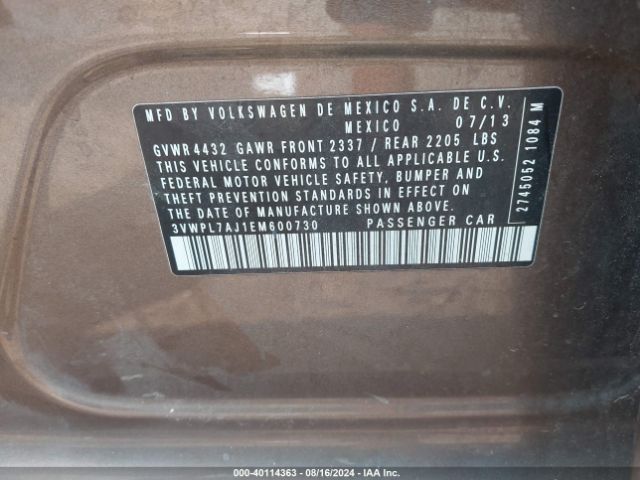 MFD BY VOLKSWAGEN DE MEXICO S.A. DE C.V.
MEXICO 07/13
GVWR 4432 GAWR FRONT 2337 / REAR 2205 LBS
THIS VEHICLE CONFORMS TO ALL APPLICABLE U.S.
FEDERAL MOTOR VEHICLE SAFETY, BUMPER AND
THEFT PREVENTION STANDARDS IN EFFECT ON
THE DATE OF MANUFACTURE SHOWN ABOVE.
3VWPL7AJ1EM600730 PASSENGER CAR
2745052 1084 M
000-40114363 - 08/16/2024 - IAA Inc.